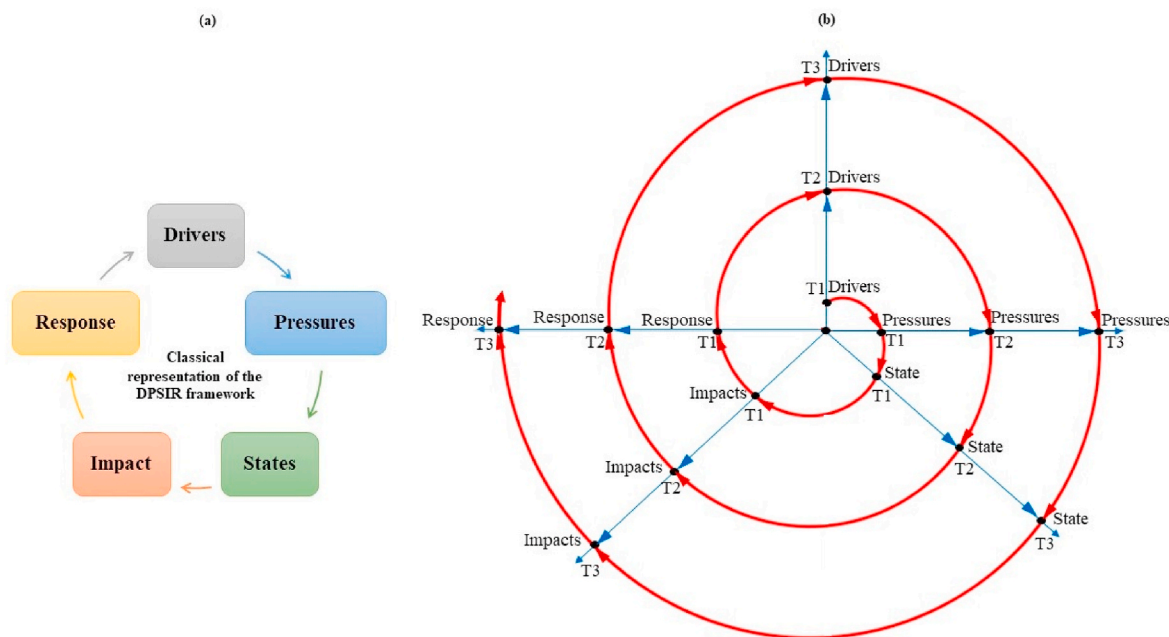 (a)
Drivers
Response
Pressures
Classical
representation of the
DPSIR framework
Impact
States
(b)
T3 Drivers
T2 Drivers
T1 Drivers
Response
T3
Response
T2
Response
T1
Pressures
T1
Pressures
T2
Pressures
T3
State
T1
State
T2
State
T3
Impacts
T1
Impacts
T2
Impacts
T3